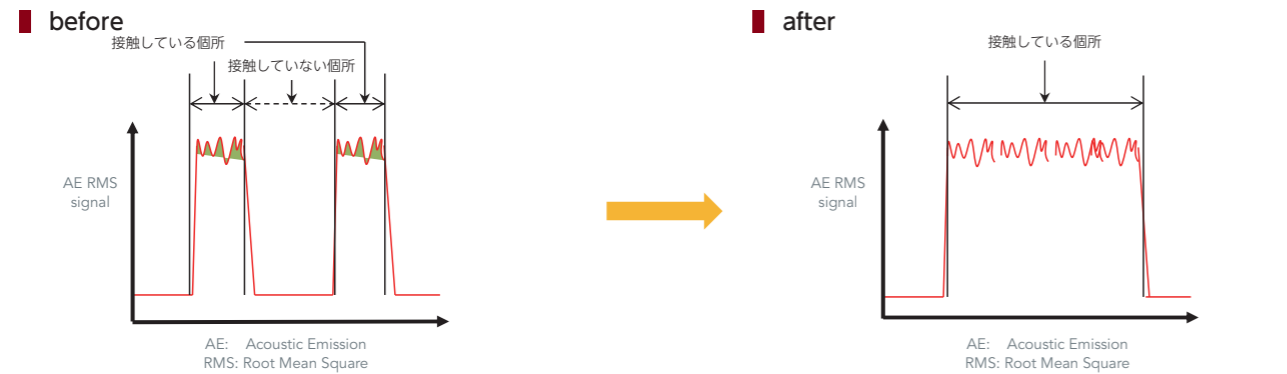 before
接触している個所
接触していない個所
AE RMS
signal
AE: Acoustic Emission
RMS: Root Mean Square
after
接触している個所
AE RMS
signal
AE: Acoustic Emission
RMS: Root Mean Square